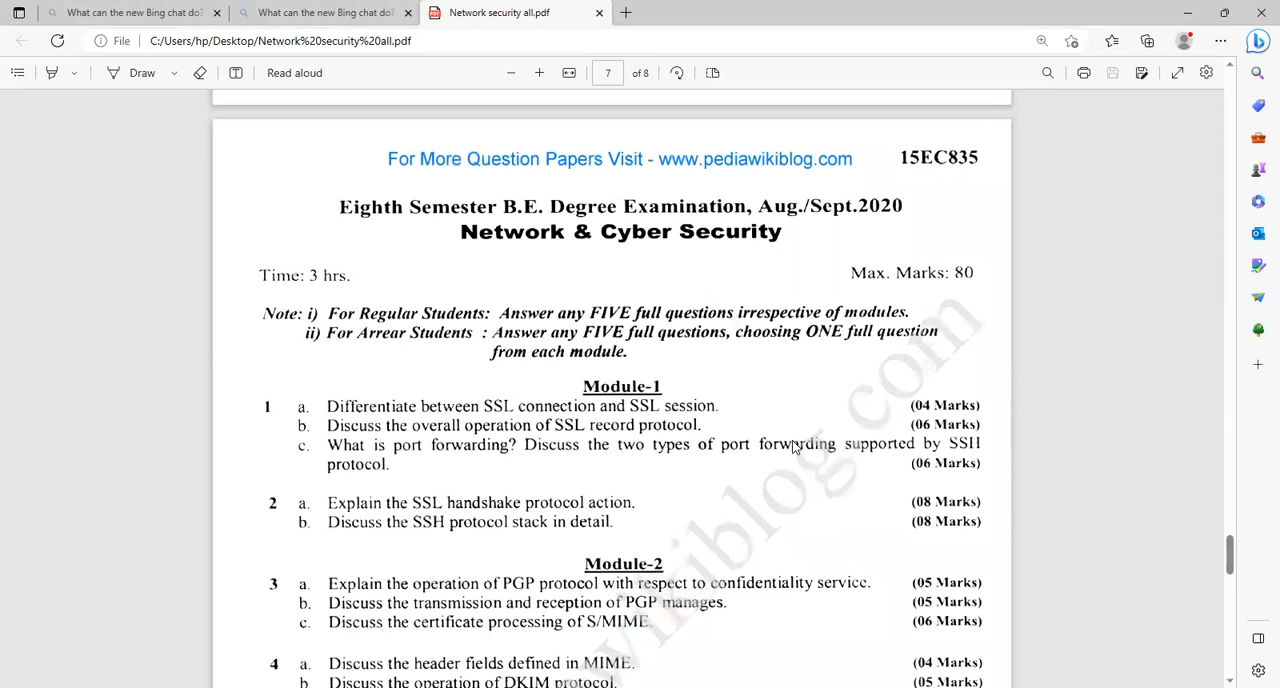 What can the new Bing chat do?
What can the new Bing chat do?
Network security all.pdf
File
C:/Users/hp/Desktop/Network%20security%20all.pdf
Draw
Read aloud
7
of 8
For More Question Papers Visit - www.pediawikiblog.com
15EC835
Eighth Semester B.E. Degree Examination, Aug./Sept.2020
Network & Cyber Security
Time: 3 hrs.
Max. Marks: 80
Note: i) For Regular Students: Answer any FIVE full questions irrespective of modules.
ii) For Arrear Students : Answer any FIVE full questions, choosing ONE full question
from each module.
Module-1
1 a. Differentiate between SSL connection and SSL session. (04 Marks)
b. Discuss the overall operation of SSL record protocol. (06 Marks)
c. What is port forwarding? Discuss the two types of port forwarding supported by SSH
protocol. (06 Marks)
2 a. Explain the SSL handshake protocol action. (08 Marks)
b. Discuss the SSH protocol stack in detail. (08 Marks)
Module-2
3 a. Explain the operation of PGP protocol with respect to confidentiality service. (05 Marks)
b. Discuss the transmission and reception of PGP manages. (05 Marks)
c. Discuss the certificate processing of S/MIME. (06 Marks)
4 a. Discuss the header fields defined in MIME. (04 Marks)
b Discuss the operation of DKIM protocol. (05 Marks)
wikiblog.com